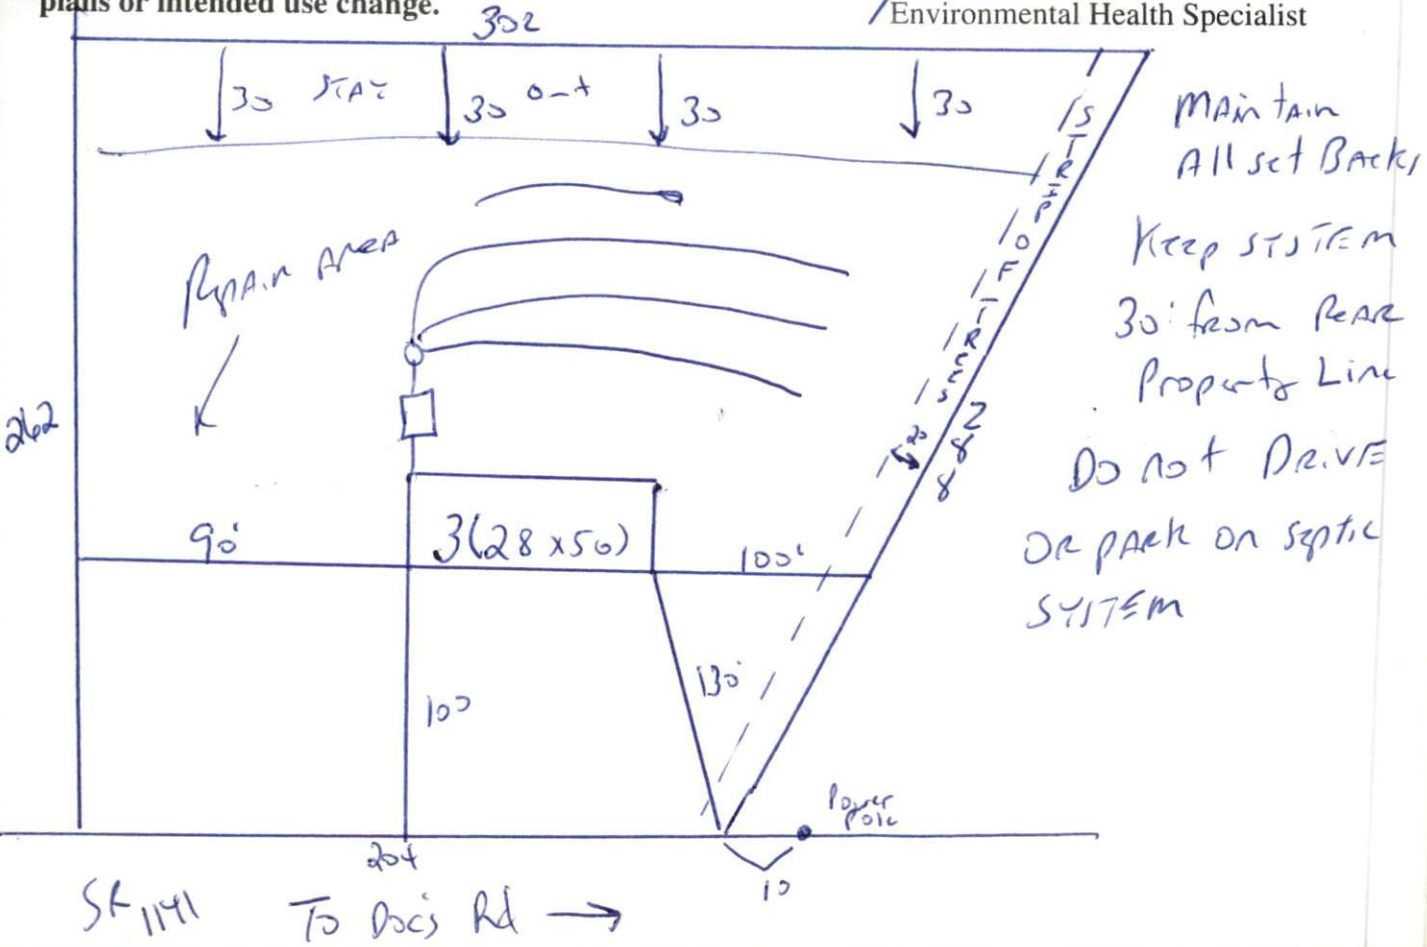 plans or intended use change.
Environmental Health Specialist
302
30 STAY 30 out 30 30
MAintAin
All set BAcks
Keep SYSTEM
30' from ReAR
Property Line
Do not DRIVE
OR pARK on septic
SYSTEM
STRIP OF TREES
20
288
RepAir AreA
262
90'
3(28 x 50)
100'
130'
100
Power
Pole
204
10
SR 1141
To Doc's Rd